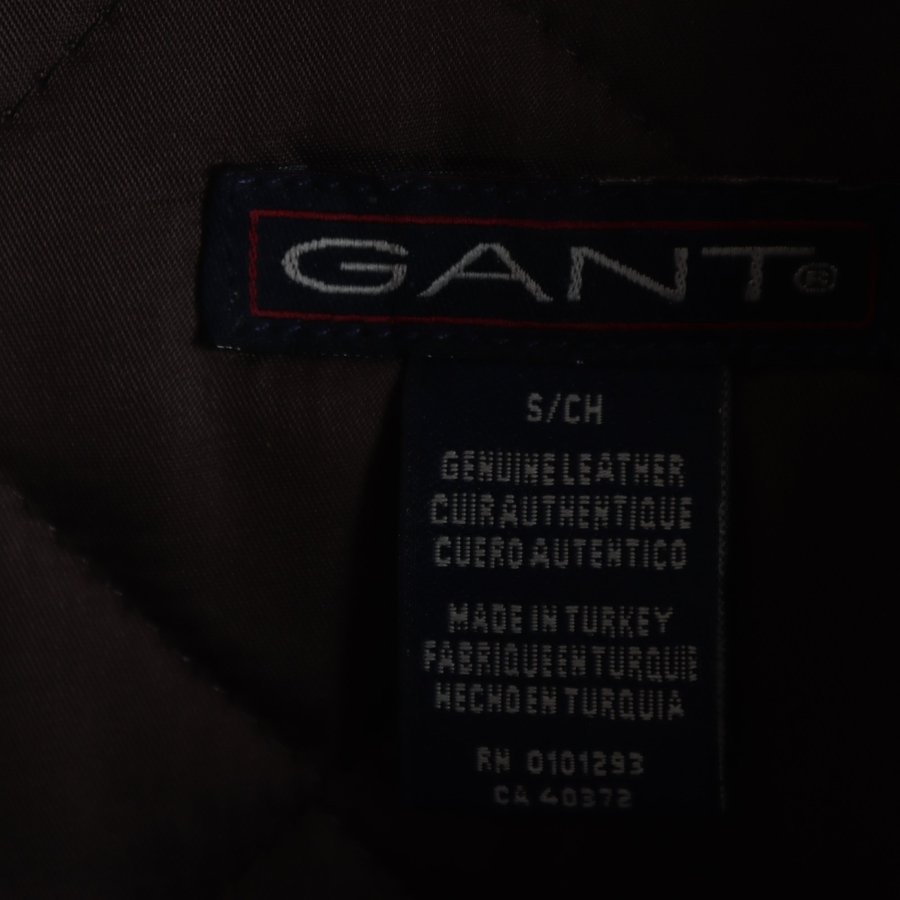 GANT®
S/CH
GENUINE LEATHER
CUIR AUTHENTIQUE
CUERO AUTENTICO
MADE IN TURKEY
FABRIQUE EN TURQUIE
HECHO EN TURQUIA
RN 0101293
CA 40372